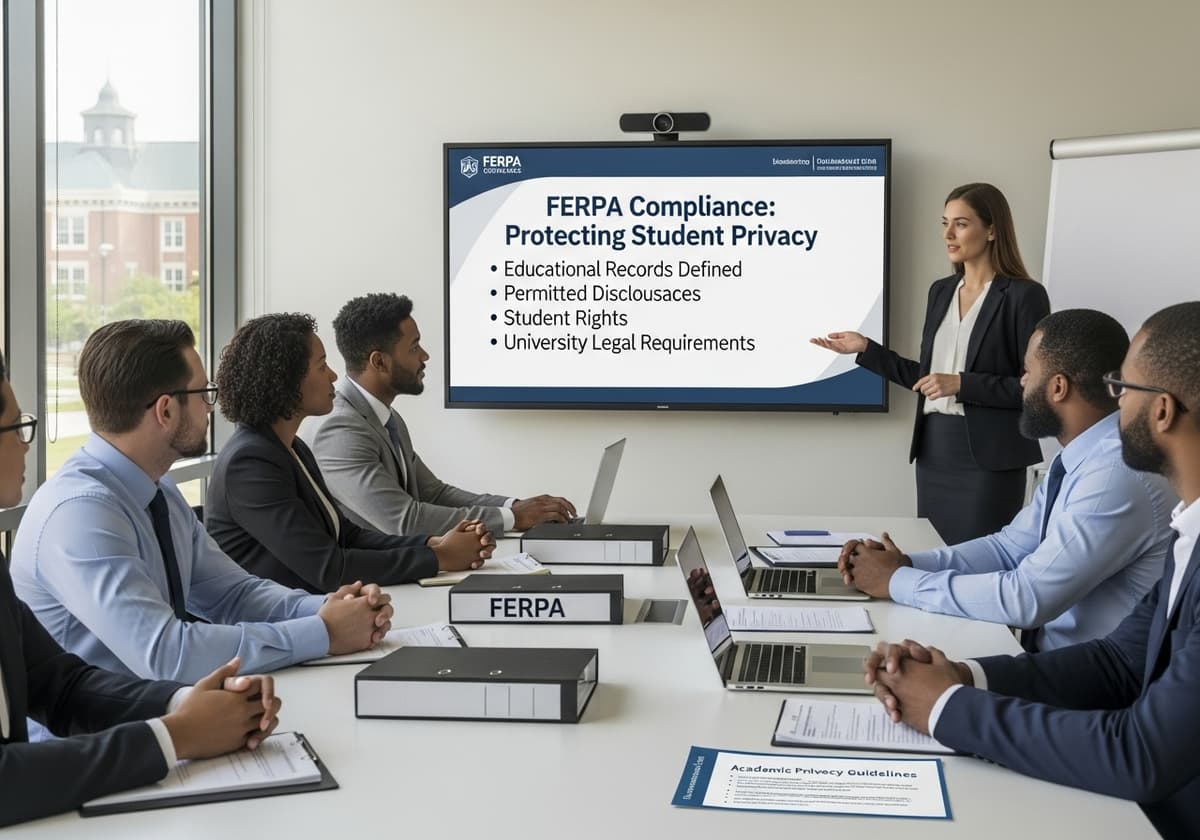 FERPA
FERPA Compliance:
Protecting Student Privacy
• Educational Records Defined
• Permitted Disclousaces
• Student Rights
• University Legal Requirements
FERPA
Academic Privacy Guidelines